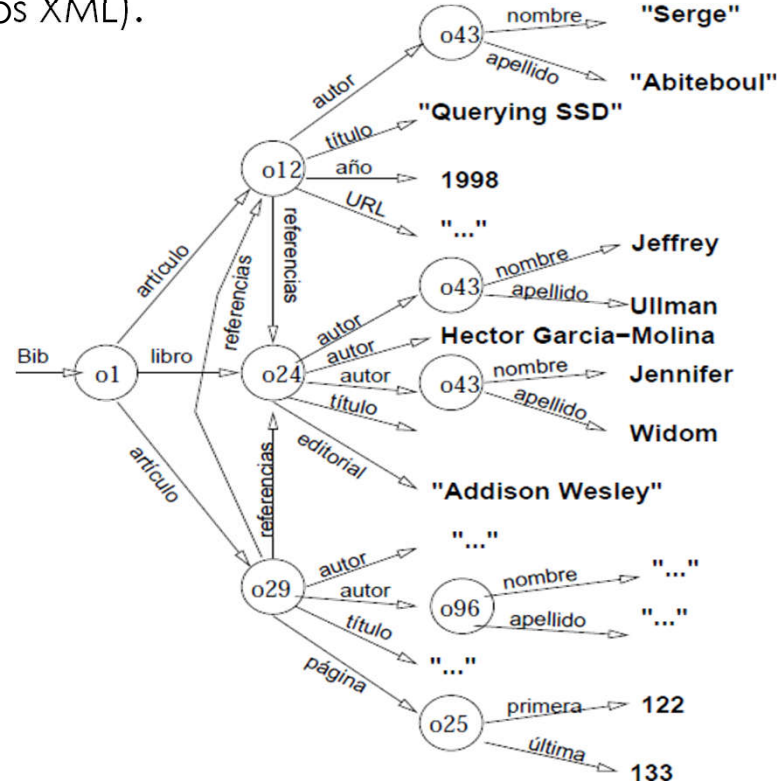 os XML).
nombre
"Serge"
o43
apellido
"Abiteboul"
autor
"Querying SSD"
título
o12
año
1998
URL
"..."
referencias
artículo
referencias
Jeffrey
nombre
o43
apellido
Ullman
autor
Hector Garcia-Molina
autor
Bib
o1
libro
o24
autor
o43
nombre
Jennifer
apellido
Widom
título
editorial
artículo
referencias
"Addison Wesley"
"..."
autor
o29
autor
o96
nombre
"..."
apellido
"..."
título
"..."
página
o25
primera
122
última
133